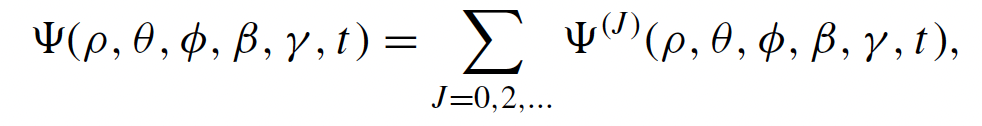 Ψ(ρ, θ, ϕ, β, γ, t) = ∑ Ψ^{(J)}(ρ, θ, ϕ, β, γ, t),
J=0,2,...